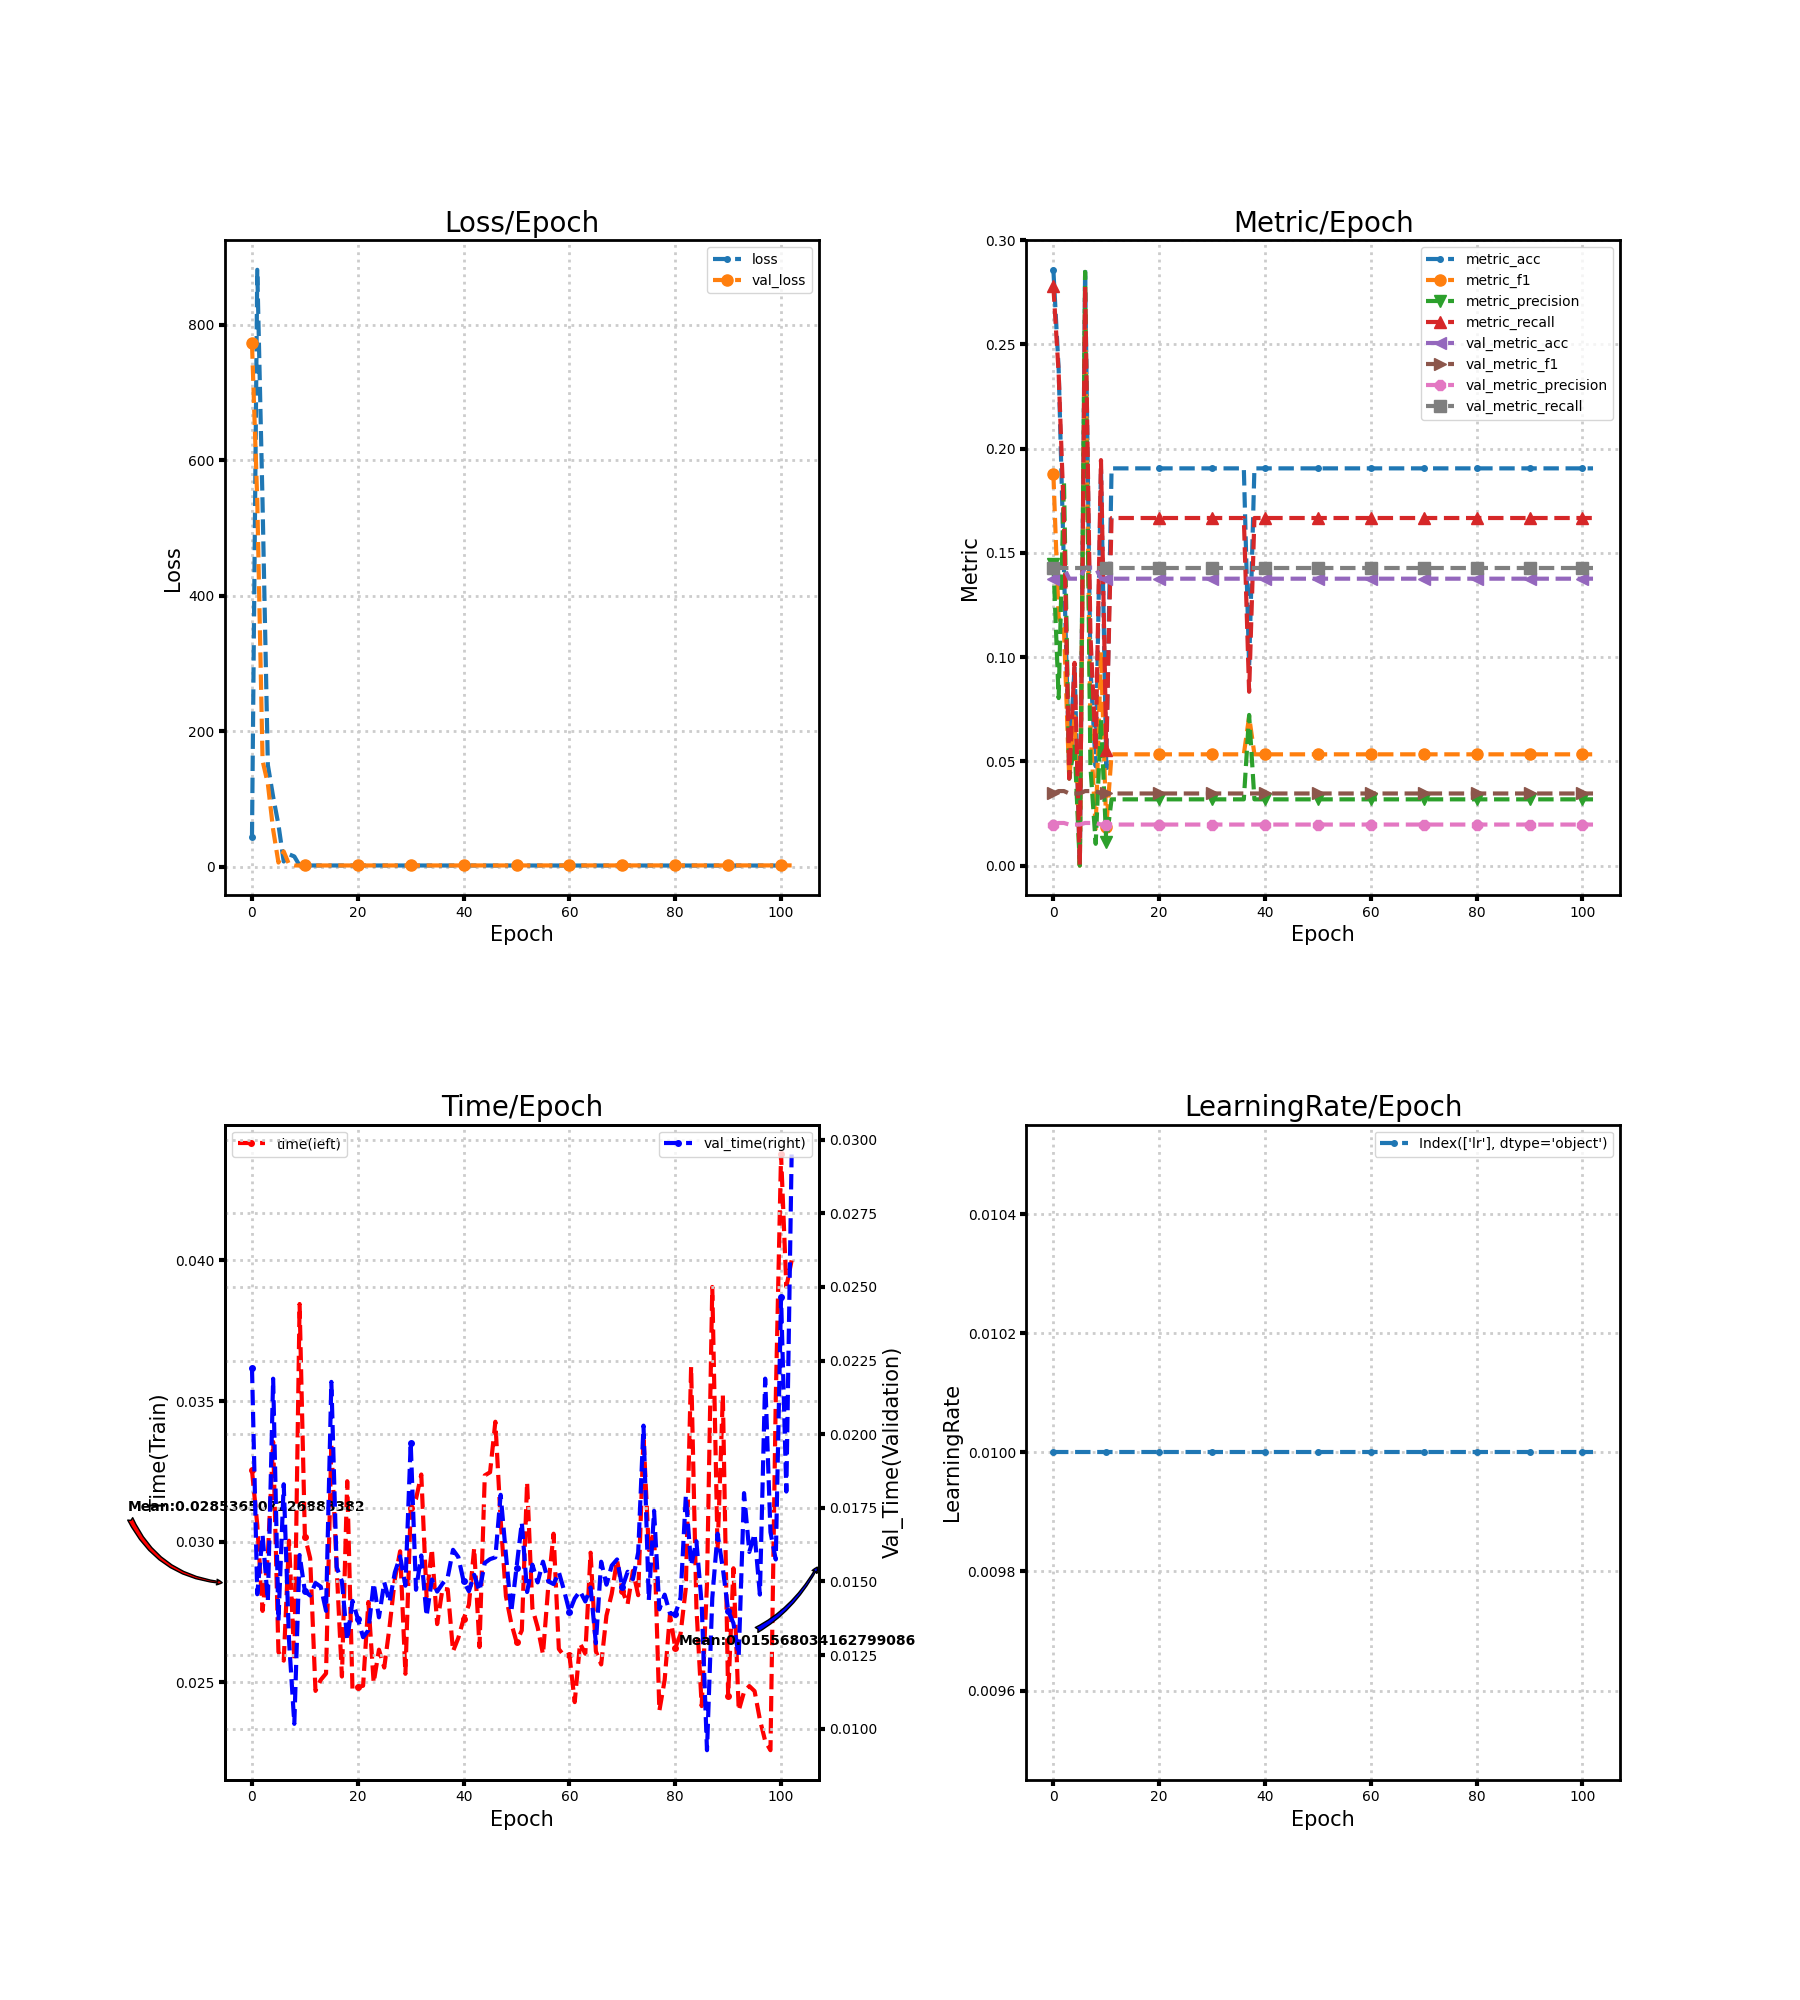 Loss/Epoch
loss
val_loss
800
600
400
200
0
Loss
0 20 40 60 80 100
Epoch
Metric/Epoch
metric_acc
metric_f1
metric_precision
metric_recall
val_metric_acc
val_metric_f1
val_metric_precision
val_metric_recall
0.30
0.25
0.20
0.15
0.10
0.05
0.00
Metric
0 20 40 60 80 100
Epoch
Time/Epoch
time(left)
val_time(right)
0.040
0.035
0.030
0.025
Time(Train)
0.0300
0.0275
0.0250
0.0225
0.0200
0.0175
0.0150
0.0125
0.0100
Val_Time(Validation)
Mean:0.015568034162799086
0 20 40 60 80 100
Epoch
LearningRate/Epoch
Index(['lr'], dtype='object')
0.0104
0.0102
0.0100
0.0098
0.0096
LearningRate
0 20 40 60 80 100
Epoch